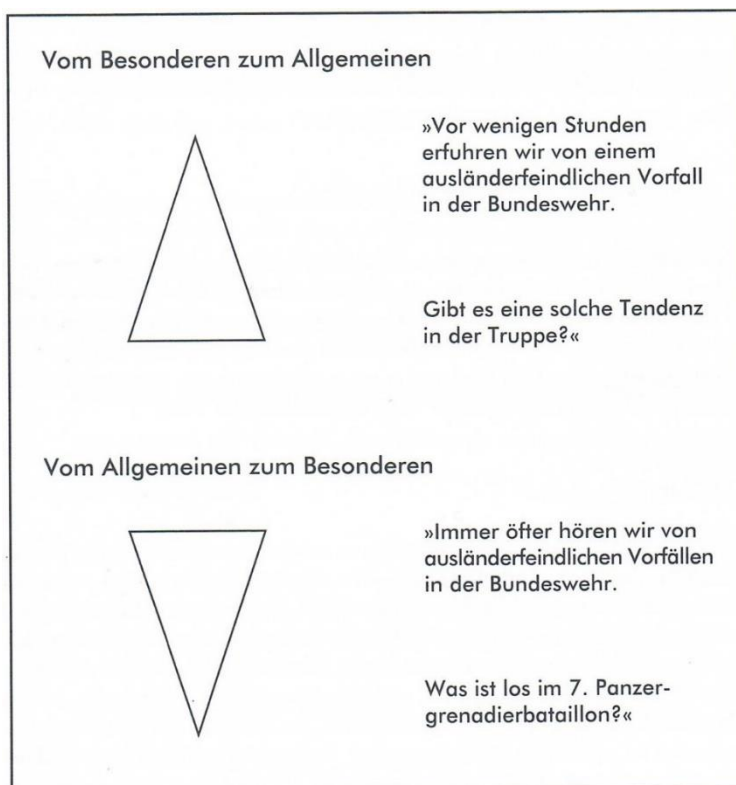 Vom Besonderen zum Allgemeinen
»Vor wenigen Stunden
erfuhren wir von einem
ausländerfeindlichen Vorfall
in der Bundeswehr.
Gibt es eine solche Tendenz
in der Truppe?«
Vom Allgemeinen zum Besonderen
»Immer öfter hören wir von
ausländerfeindlichen Vorfällen
in der Bundeswehr.
Was ist los im 7. Panzer-
grenadierbataillon?«